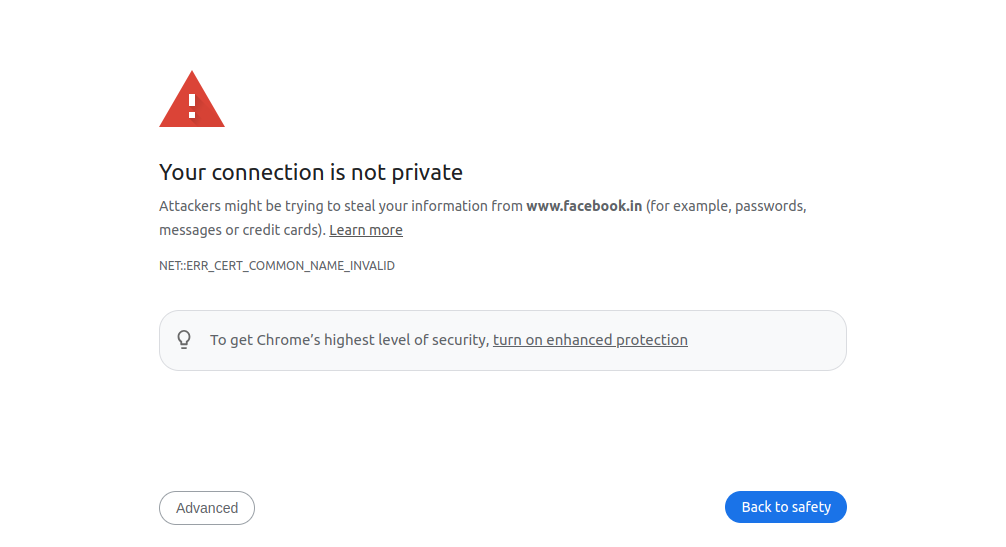 Your connection is not private
Attackers might be trying to steal your information from www.facebook.in (for example, passwords,
messages or credit cards). Learn more
NET::ERR_CERT_COMMON_NAME_INVALID
To get Chrome’s highest level of security, turn on enhanced protection
Advanced
Back to safety